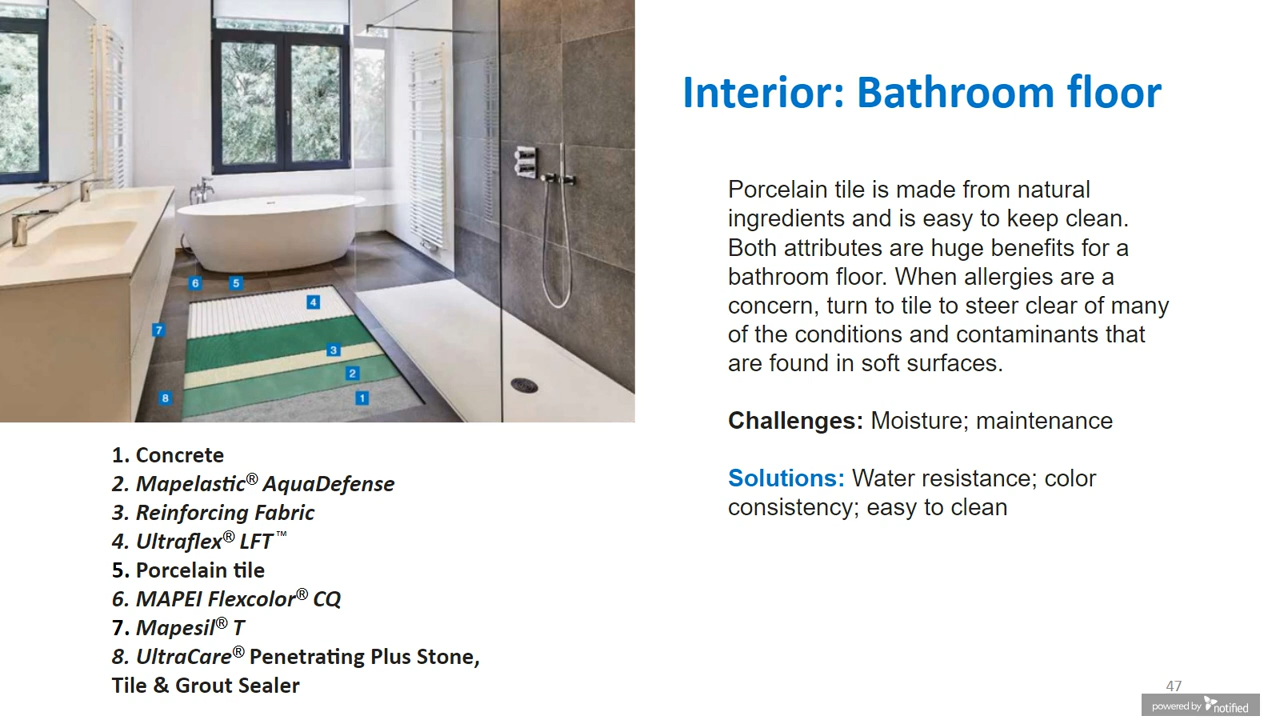 Interior: Bathroom floor
Porcelain tile is made from natural
ingredients and is easy to keep clean.
Both attributes are huge benefits for a
bathroom floor. When allergies are a
concern, turn to tile to steer clear of many
of the conditions and contaminants that
are found in soft surfaces.
Challenges: Moisture; maintenance
Solutions: Water resistance; color
consistency; easy to clean
6 5
4
7
3
2
8 1
1. Concrete
2. Mapelastic® AquaDefense
3. Reinforcing Fabric
4. Ultraflex® LFT™
5. Porcelain tile
6. MAPEI Flexcolor® CQ
7. Mapesil® T
8. UltraCare® Penetrating Plus Stone,
Tile & Grout Sealer
47
powered by notified